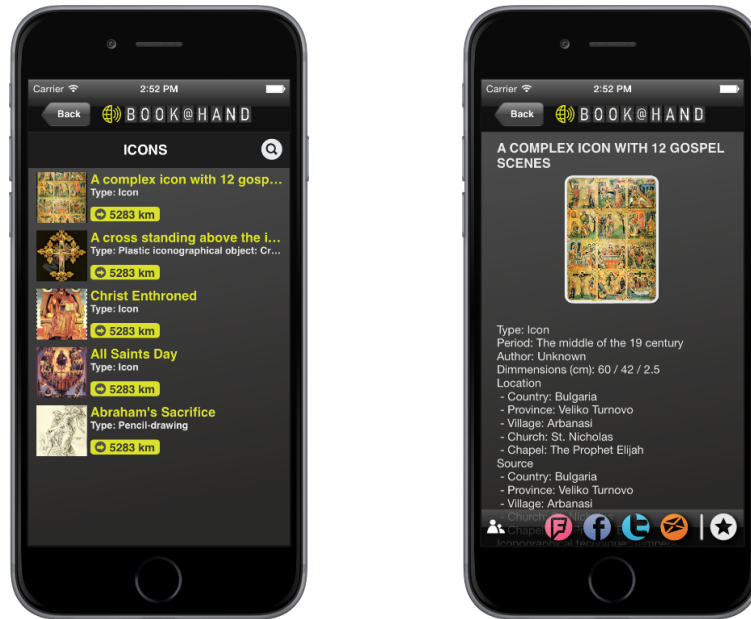 Carrier 2:52 PM
Back BOOK@HAND
ICONS
A complex icon with 12 gosp...
Type: Icon
5283 km
A cross standing above the i...
Type: Plastic iconographical object: Cr...
5283 km
Christ Enthroned
Type: Icon
5283 km
All Saints Day
Type: Icon
5283 km
Abraham's Sacrifice
Type: Pencil-drawing
5283 km
Carrier 2:52 PM
Back BOOK@HAND
A COMPLEX ICON WITH 12 GOSPEL
SCENES
Type: Icon
Period: The middle of the 19 century
Author: Unknown
Dimmensions (cm): 60 / 42 / 2.5
Location
- Country: Bulgaria
- Province: Veliko Turnovo
- Village: Arbanasi
- Church: St. Nicholas
- Chapel: The Prophet Elijah
Source
- Country: Bulgaria
- Province: Veliko Turnovo
- Village: Arbanasi
- Church: St. Nicholas
- Chapel: